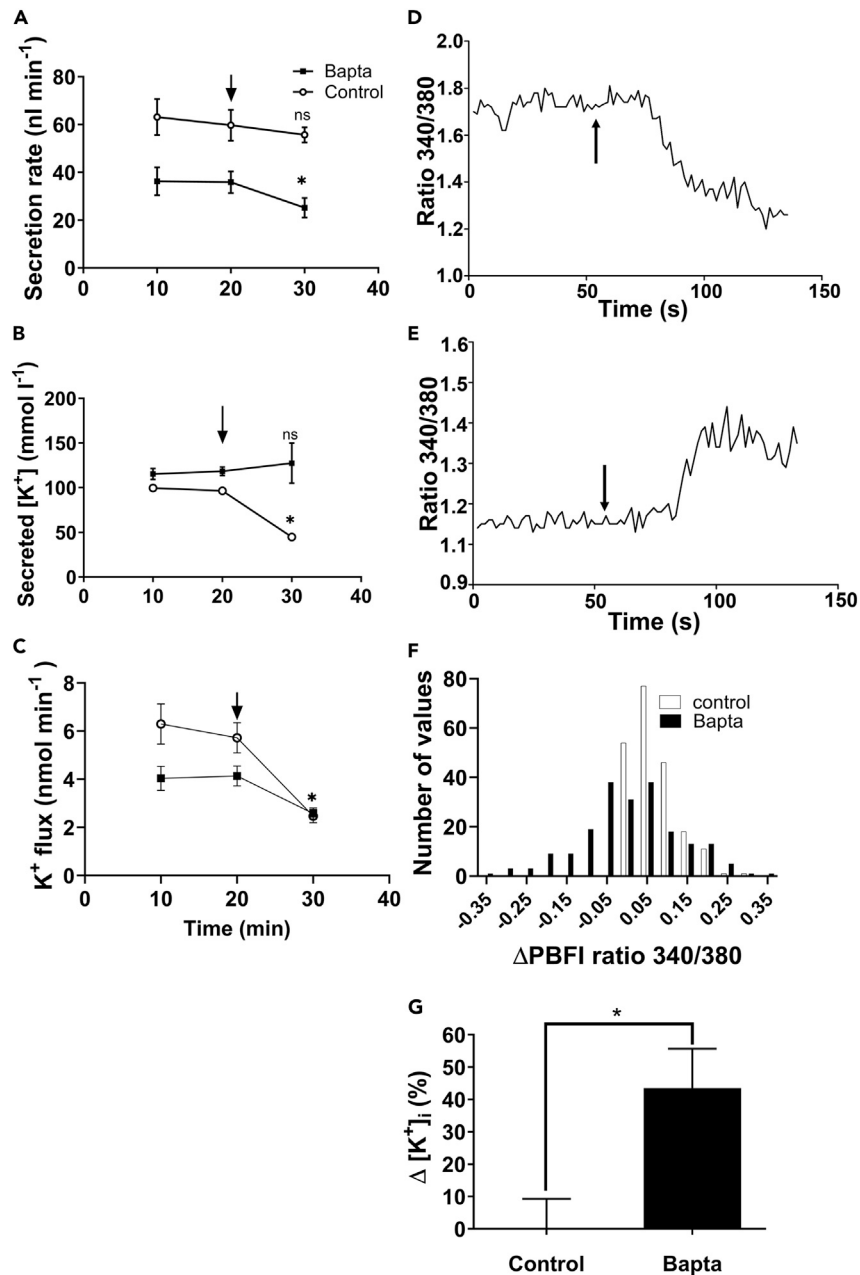 A
Secretion rate (nl min⁻¹)
80
60
40
20
0
0 10 20 30 40
Bapta
Control
ns
*
B
Secreted [K⁺] (mmol l⁻¹)
200
150
100
50
0
0 10 20 30 40
ns
*
C
K⁺ flux (nmol min⁻¹)
8
6
4
2
0
0 10 20 30 40
*
Time (min)
D
Ratio 340/380
2.0
1.8
1.6
1.4
1.2
1.0
0 50 100 150
Time (s)
E
Ratio 340/380
1.6
1.4
1.3
1.2
1.1
0.9
0 50 100 150
Time (s)
F
Number of values
80
60
40
20
0
control
Bapta
-0.35 -0.25 -0.15 -0.05 0.05 0.15 0.25 0.35
ΔPBFI ratio 340/380
G
Δ [K⁺]ᵢ (%)
60
50
40
30
20
10
0
*
Control Bapta